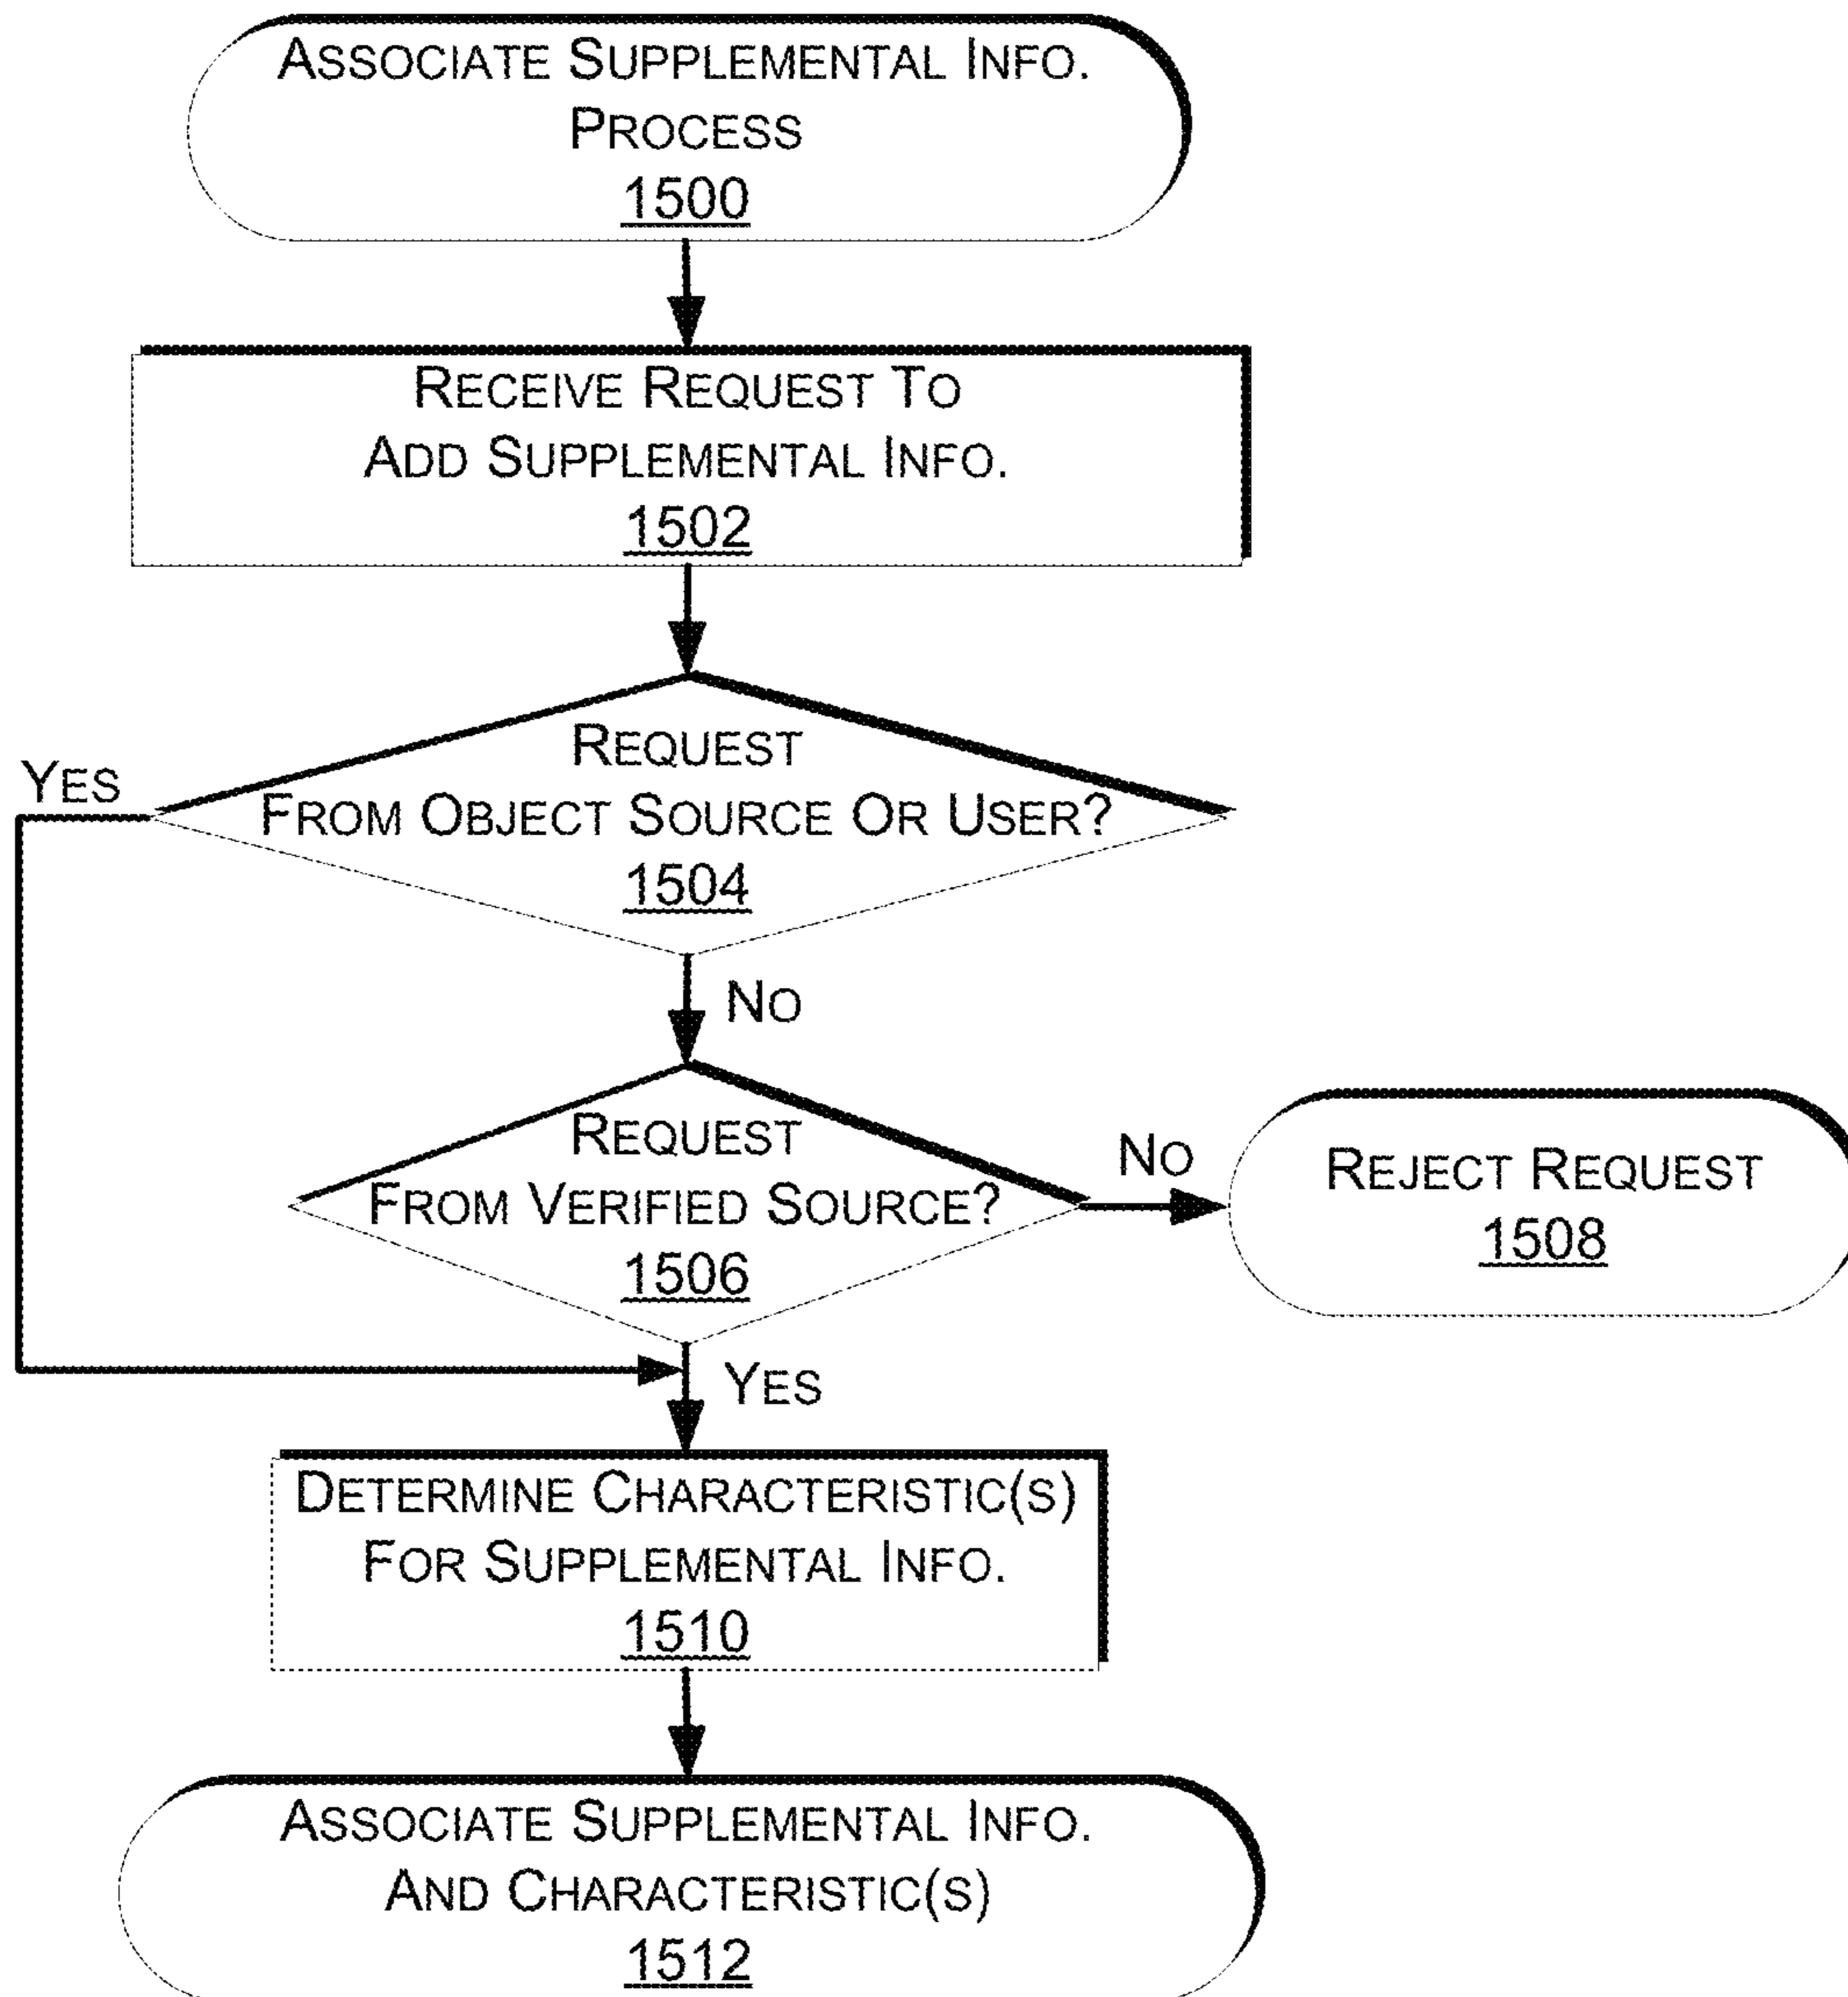 ASSOCIATE SUPPLEMENTAL INFO.
PROCESS
1500
RECEIVE REQUEST TO
ADD SUPPLEMENTAL INFO.
1502
REQUEST
FROM OBJECT SOURCE OR USER?
1504
YES
NO
REQUEST
FROM VERIFIED SOURCE?
1506
NO
REJECT REQUEST
1508
YES
DETERMINE CHARACTERISTIC(S)
FOR SUPPLEMENTAL INFO.
1510
ASSOCIATE SUPPLEMENTAL INFO.
AND CHARACTERISTIC(S)
1512